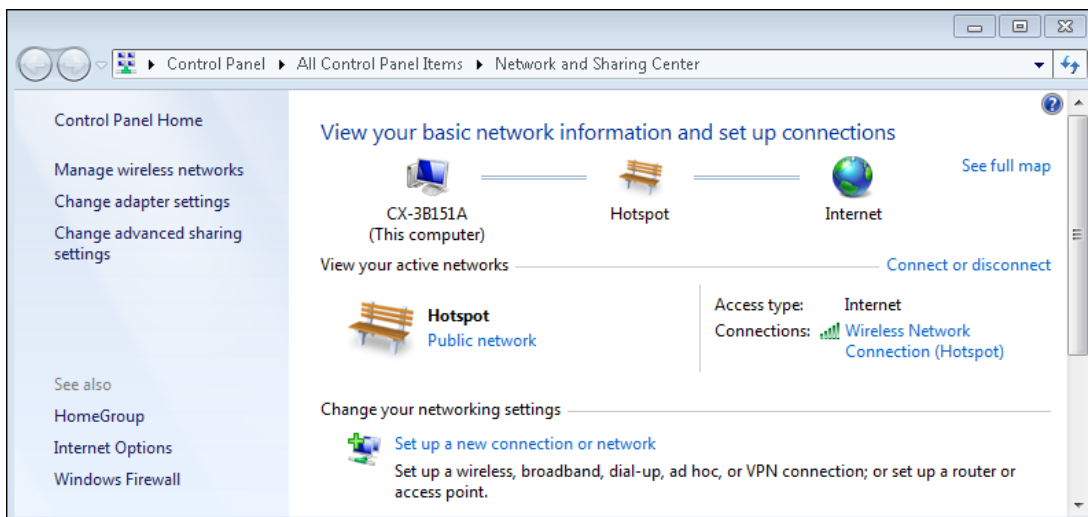 Control Panel ▸ All Control Panel Items ▸ Network and Sharing Center
Control Panel Home
Manage wireless networks
Change adapter settings
Change advanced sharing
settings
See also
HomeGroup
Internet Options
Windows Firewall
View your basic network information and set up connections
See full map
CX-3B151A
(This computer)
Hotspot
Internet
View your active networks
Connect or disconnect
Hotspot
Public network
Access type: Internet
Connections: Wireless Network
Connection (Hotspot)
Change your networking settings
Set up a new connection or network
Set up a wireless, broadband, dial-up, ad hoc, or VPN connection; or set up a router or
access point.